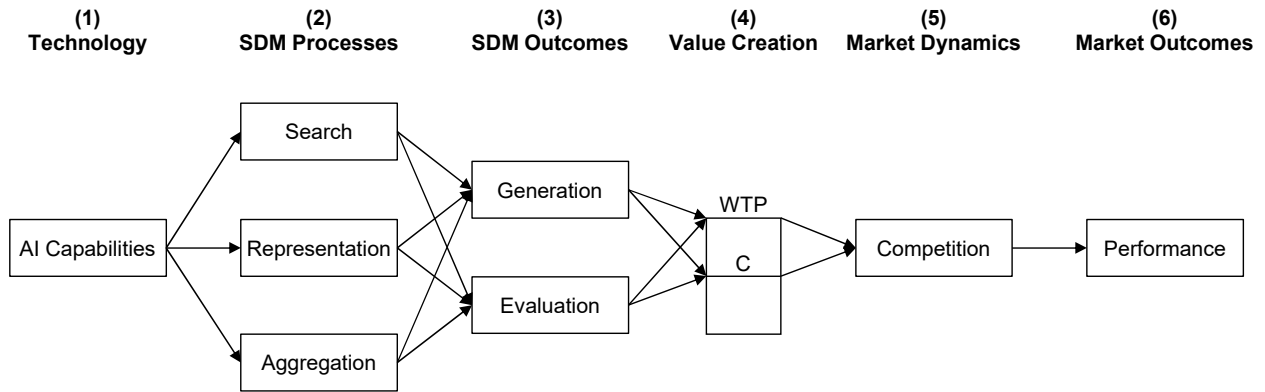 (1) (2) (3) (4) (5) (6)
Technology SDM Processes SDM Outcomes Value Creation Market Dynamics Market Outcomes
Search
Generation
WTP
AI Capabilities Representation Competition Performance
C
Evaluation
Aggregation